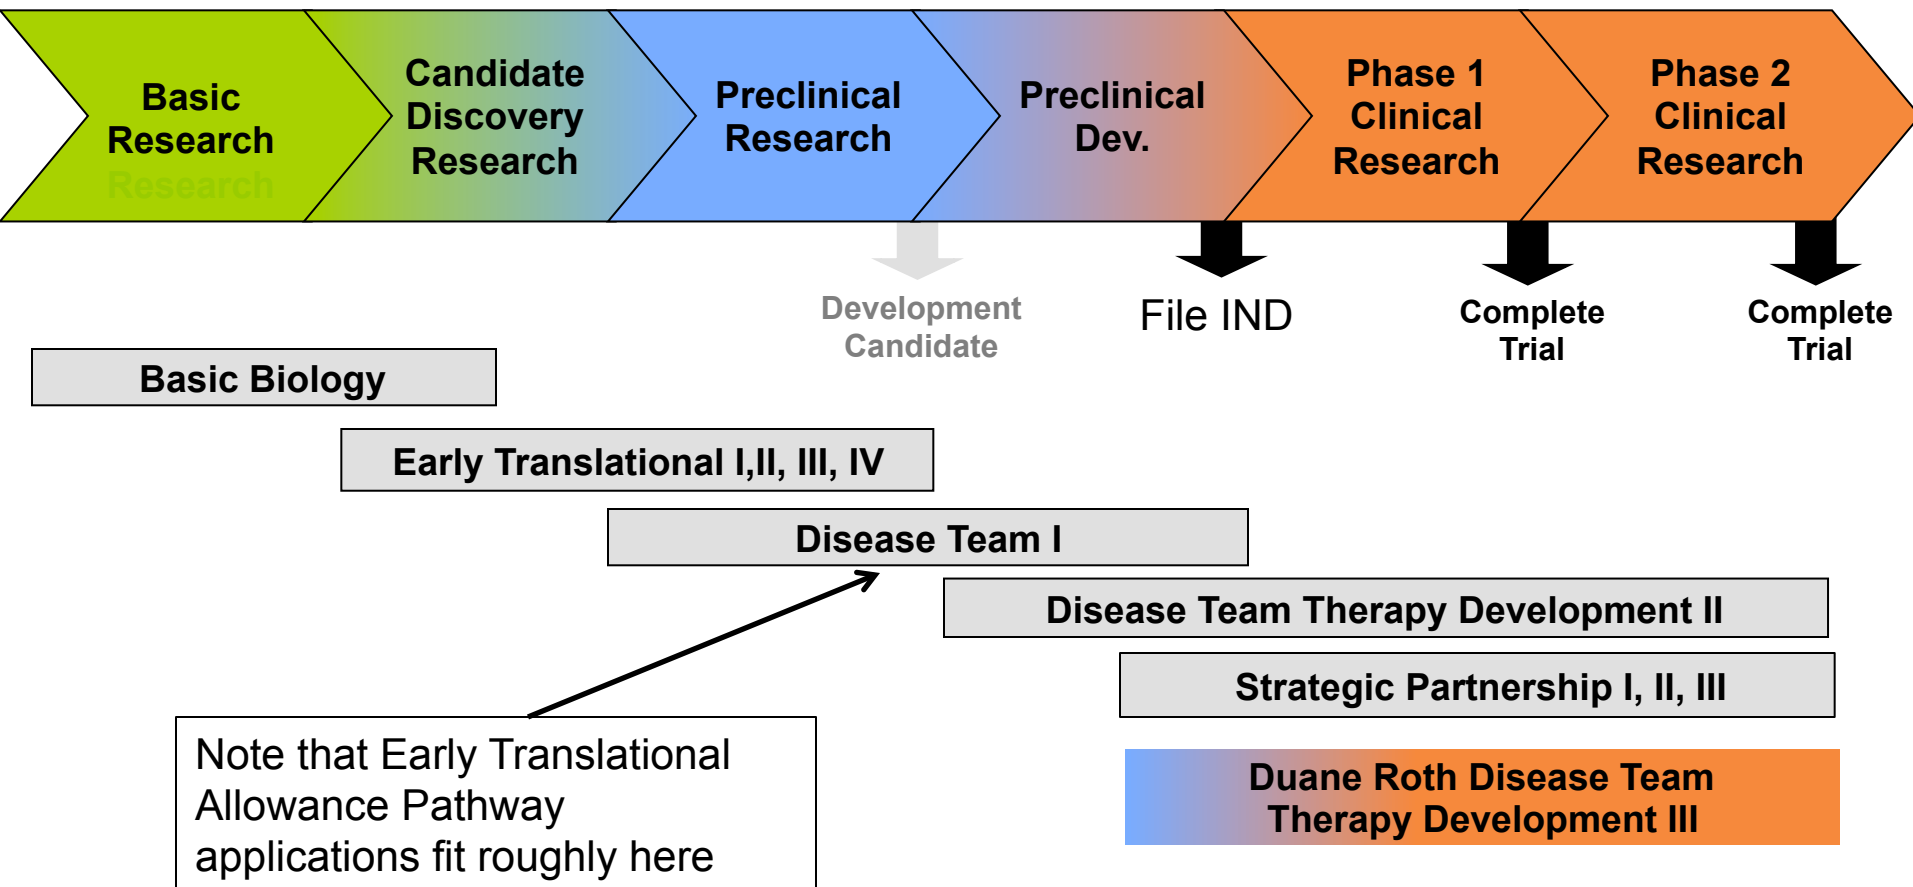 Basic
Research
Research
Candidate
Discovery
Research
Preclinical
Research
Preclinical
Dev.
Phase 1
Clinical
Research
Phase 2
Clinical
Research
Development
Candidate
File IND
Complete
Trial
Complete
Trial
Basic Biology
Early Translational I,II, III, IV
Disease Team I
Disease Team Therapy Development II
Strategic Partnership I, II, III
Duane Roth Disease Team
Therapy Development III
Note that Early Translational
Allowance Pathway
applications fit roughly here